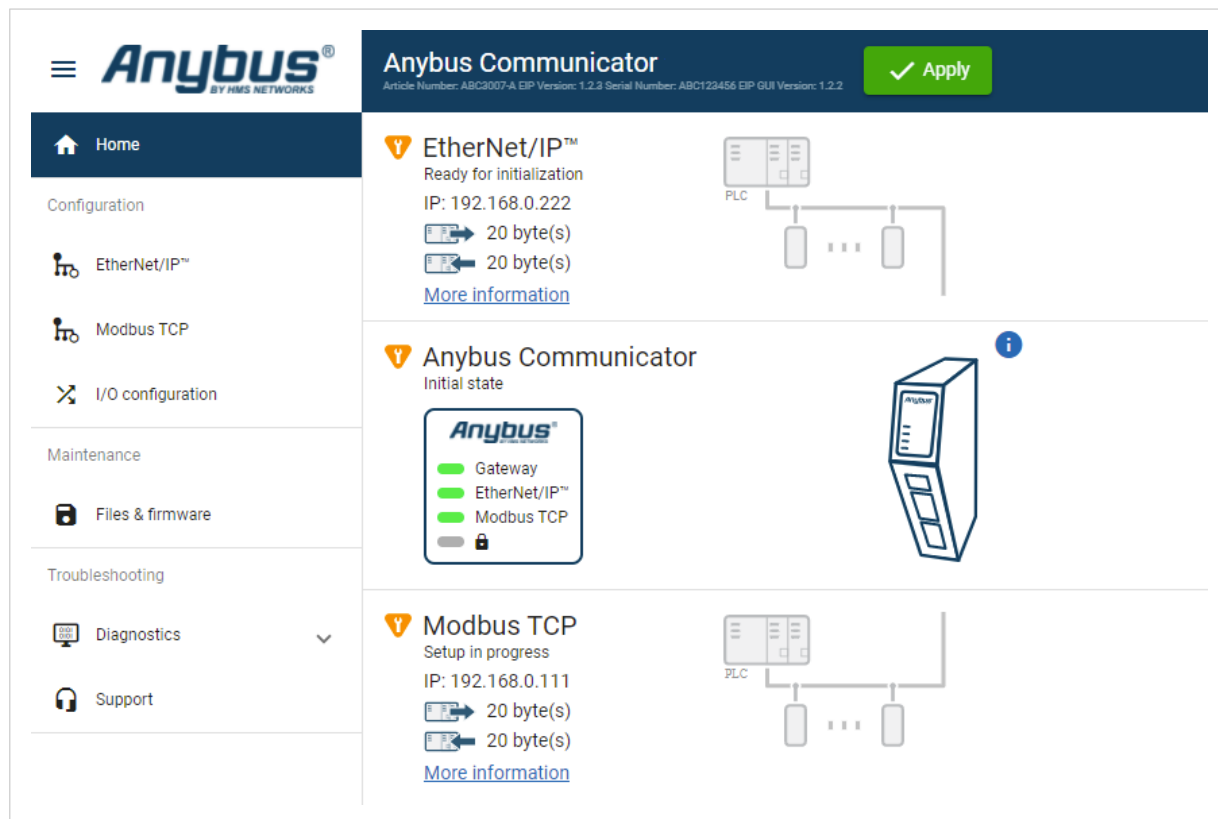 Anybus®
BY HMS NETWORKS
Anybus Communicator
Article Number: ABC3007-A EIP Version: 1.2.3 Serial Number: ABC123456 EIP GUI Version: 1.2.2
Apply
Home
Configuration
EtherNet/IP™
Modbus TCP
I/O configuration
Maintenance
Files & firmware
Troubleshooting
Diagnostics
Support
EtherNet/IP™
Ready for initialization
IP: 192.168.0.222
20 byte(s)
20 byte(s)
More information
PLC
Anybus Communicator
Initial state
Anybus®
BY HMS NETWORKS
Gateway
EtherNet/IP™
Modbus TCP
i
Anybus
Modbus TCP
Setup in progress
IP: 192.168.0.111
20 byte(s)
20 byte(s)
More information
PLC